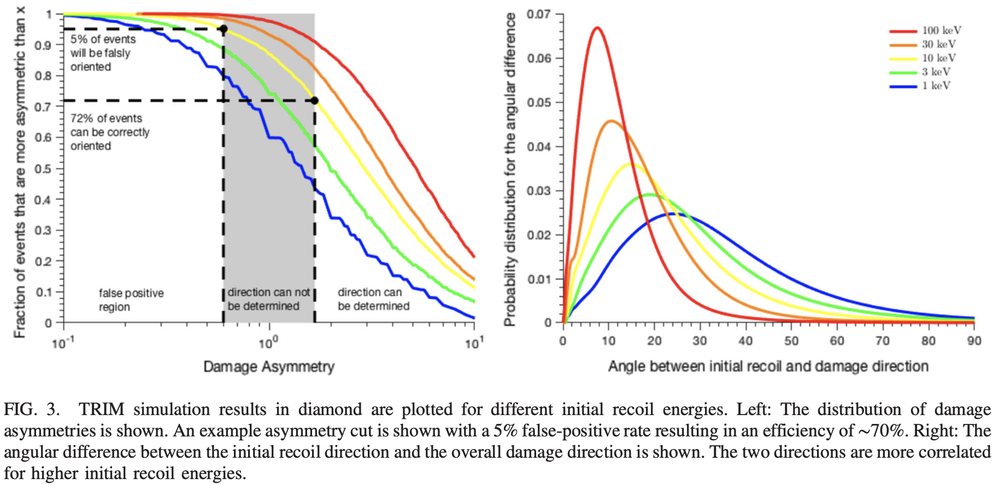 Fraction of events that are more asymmetric than x
1
0.9
0.8
0.7
0.6
0.5
0.4
0.3
0.2
0.1
0
5% of events
will be falsly
oriented
72% of events
can be correctly
oriented
false positive
region
direction can not
be determined
direction can
be determined
10-1
100
101
Damage Asymmetry
Probability distribution for the angular difference
0.07
0.06
0.05
0.04
0.03
0.02
0.01
0
100 keV
30 keV
10 keV
3 keV
1 keV
0 10 20 30 40 50 60 70 80 90
Angle between initial recoil and damage direction
FIG. 3. TRIM simulation results in diamond are plotted for different initial recoil energies. Left: The distribution of damage
asymmetries is shown. An example asymmetry cut is shown with a 5% false-positive rate resulting in an efficiency of ~70%. Right: The
angular difference between the initial recoil direction and the overall damage direction is shown. The two directions are more correlated
for higher initial recoil energies.